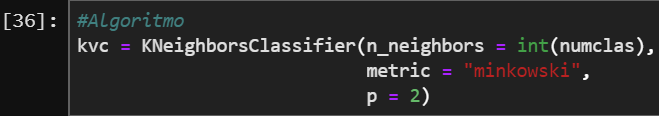 [36]: #Algoritmo
kvc = KNeighborsClassifier(n_neighbors = int(numclas),
metric = "minkowski",
p = 2)